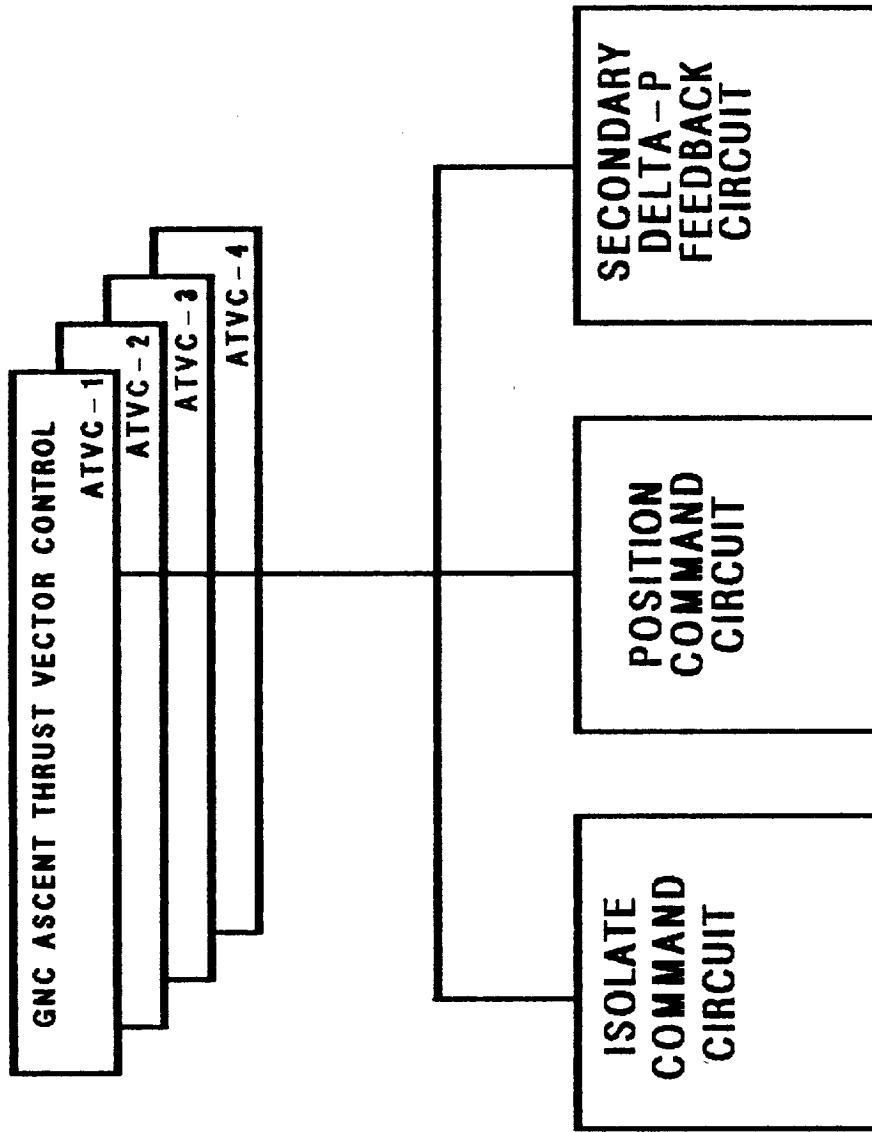 GNC ASCENT THRUST VECTOR CONTROL
ATVC-1
ATVC-2
ATVC-3
ATVC-4
ISOLATE
COMMAND
CIRCUIT
POSITION
COMMAND
CIRCUIT
SECONDARY
DELTA-P
FEEDBACK
CIRCUIT